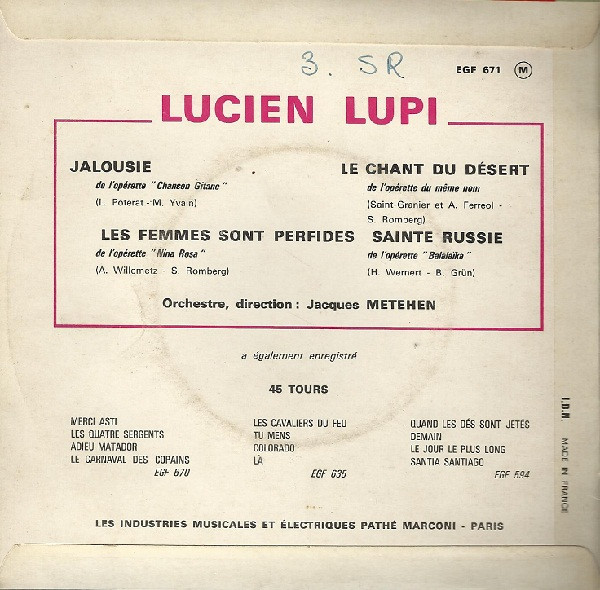 3. SR
EGF 671 M
LUCIEN LUPI
JALOUSIE
de l'opérette "Chanson Gitane"
(L. Poterat - M. Yvain)
LE CHANT DU DÉSERT
de l'opérette du même nom
(Saint-Granier et A. Ferreol -
S. Romberg)
LES FEMMES SONT PERFIDES
de l'opérette "Nina Rosa"
(A. Willemetz - S. Romberg)
SAINTE RUSSIE
de l'opérette "Balalaïka"
(H. Wernert - B. Grün)
Orchestre, direction : Jacques METEHEN
a également enregistré
45 TOURS
MERCI ASTI
LES QUATRE SERGENTS
ADIEU MATADOR
LE CARNAVAL DES COPAINS
EGF 670
LES CAVALIERS DU FEU
TU MENS
COLORADO
LÀ
EGF 635
QUAND LES DÉS SONT JETÉS
DEMAIN
LE JOUR LE PLUS LONG
SANTIA SANTIAGO
EGF 594
LES INDUSTRIES MUSICALES ET ÉLECTRIQUES PATHÉ MARCONI - PARIS
MADE IN FRANCE